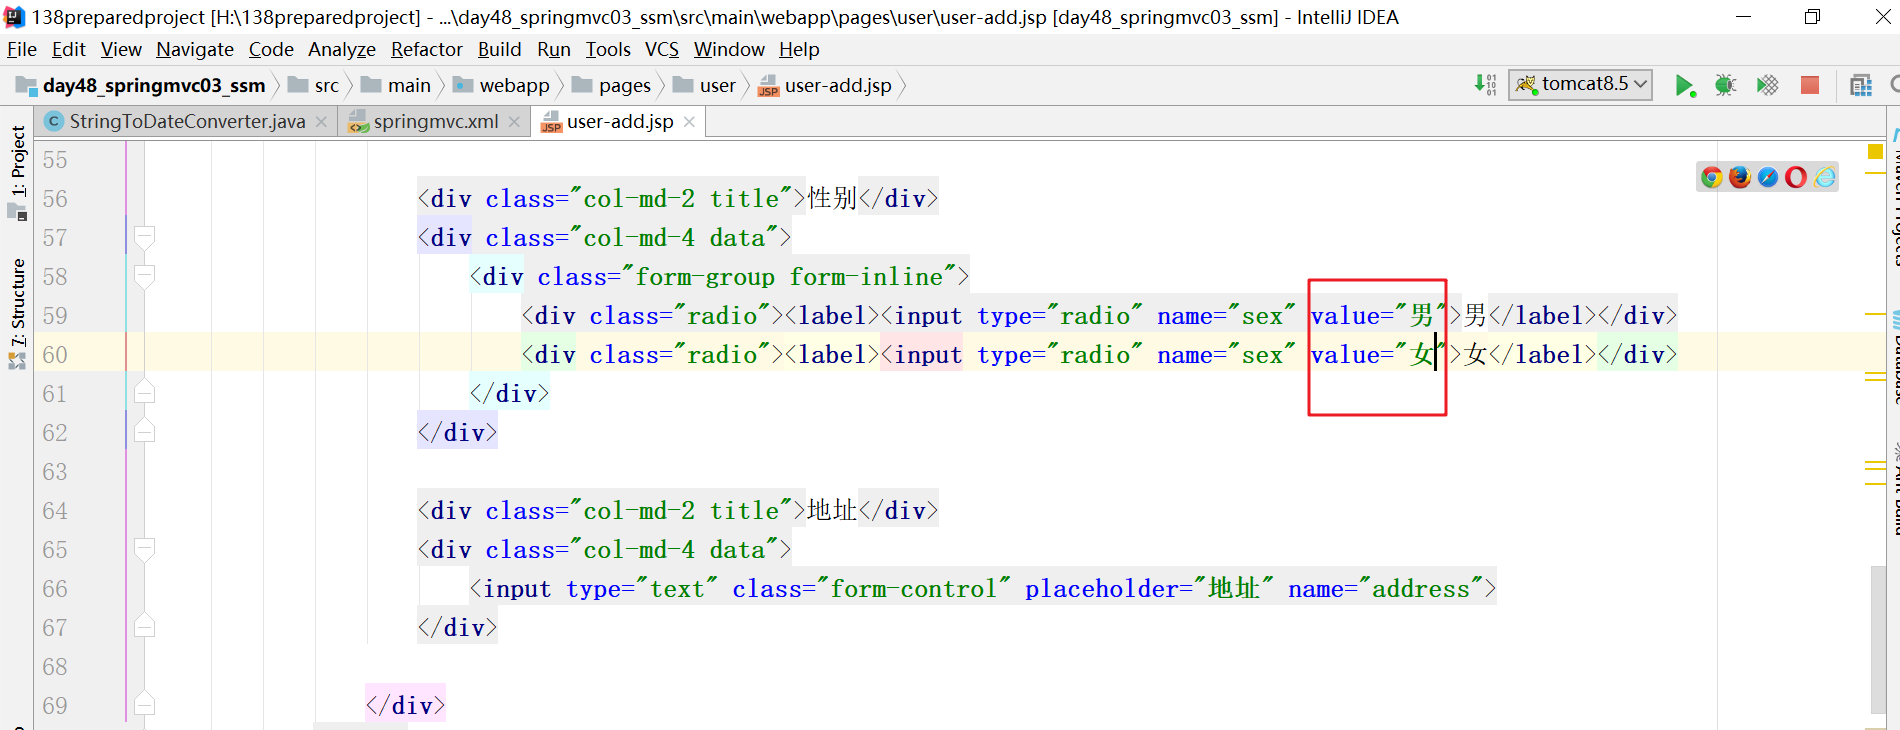 138preparedproject [H:\138preparedproject] - ...\day48_springmvc03_ssm\src\main\webapp\pages\user\user-add.jsp [day48_springmvc03_ssm] - IntelliJ IDEA
File Edit View Navigate Code Analyze Refactor Build Run Tools VCS Window Help
day48_springmvc03_ssm src main webapp pages user user-add.jsp tomcat8.5
StringToDateConverter.java springmvc.xml user-add.jsp
1: Project
7: Structure
Database
55
56 <div class="col-md-2 title">性别</div>
57 <div class="col-md-4 data">
58 <div class="form-group form-inline">
59 <div class="radio"><label><input type="radio" name="sex" value="男">男</label></div>
60 <div class="radio"><label><input type="radio" name="sex" value="女">女</label></div>
61 </div>
62 </div>
63
64 <div class="col-md-2 title">地址</div>
65 <div class="col-md-4 data">
66 <input type="text" class="form-control" placeholder="地址" name="address">
67 </div>
68
69 </div>